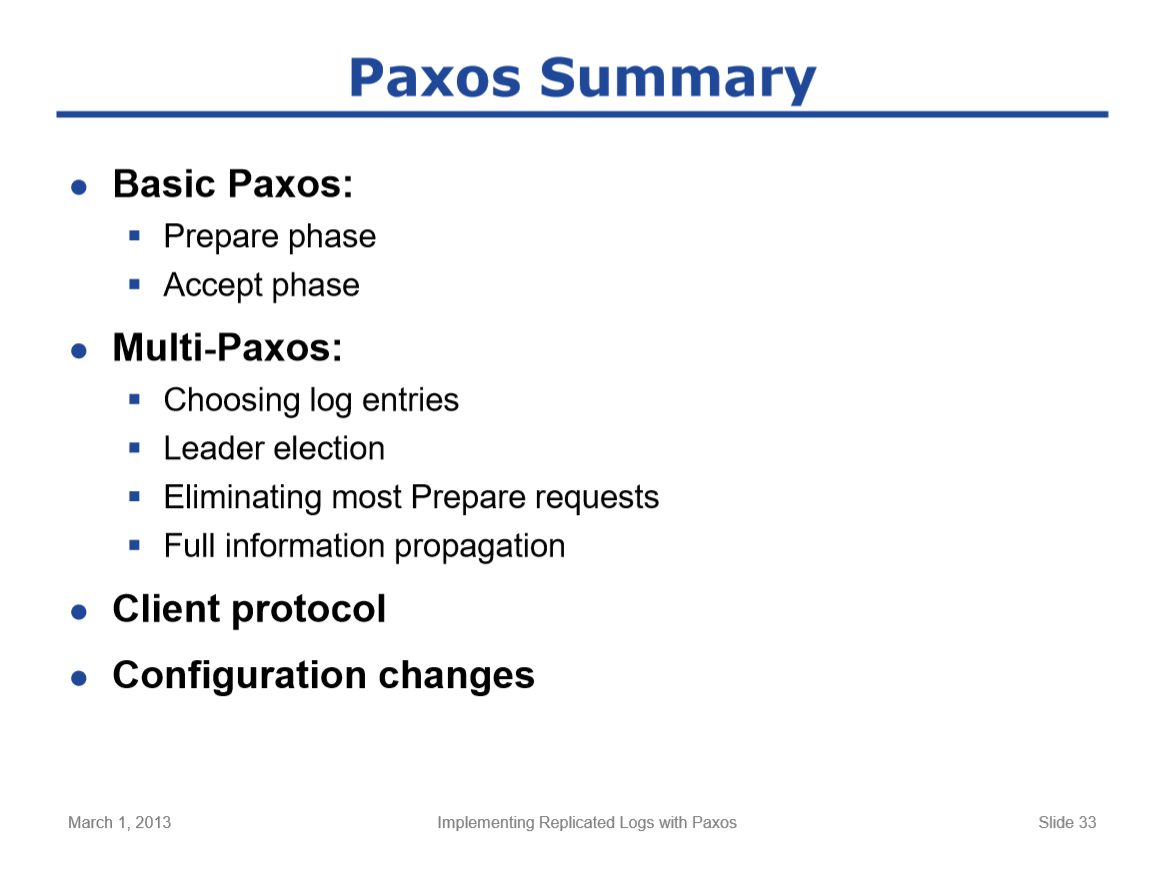 Paxos Summary
Basic Paxos:
Prepare phase
Accept phase
Multi-Paxos:
Choosing log entries
Leader election
Eliminating most Prepare requests
Full information propagation
Client protocol
Configuration changes
March 1, 2013
Implementing Replicated Logs with Paxos
Slide 33